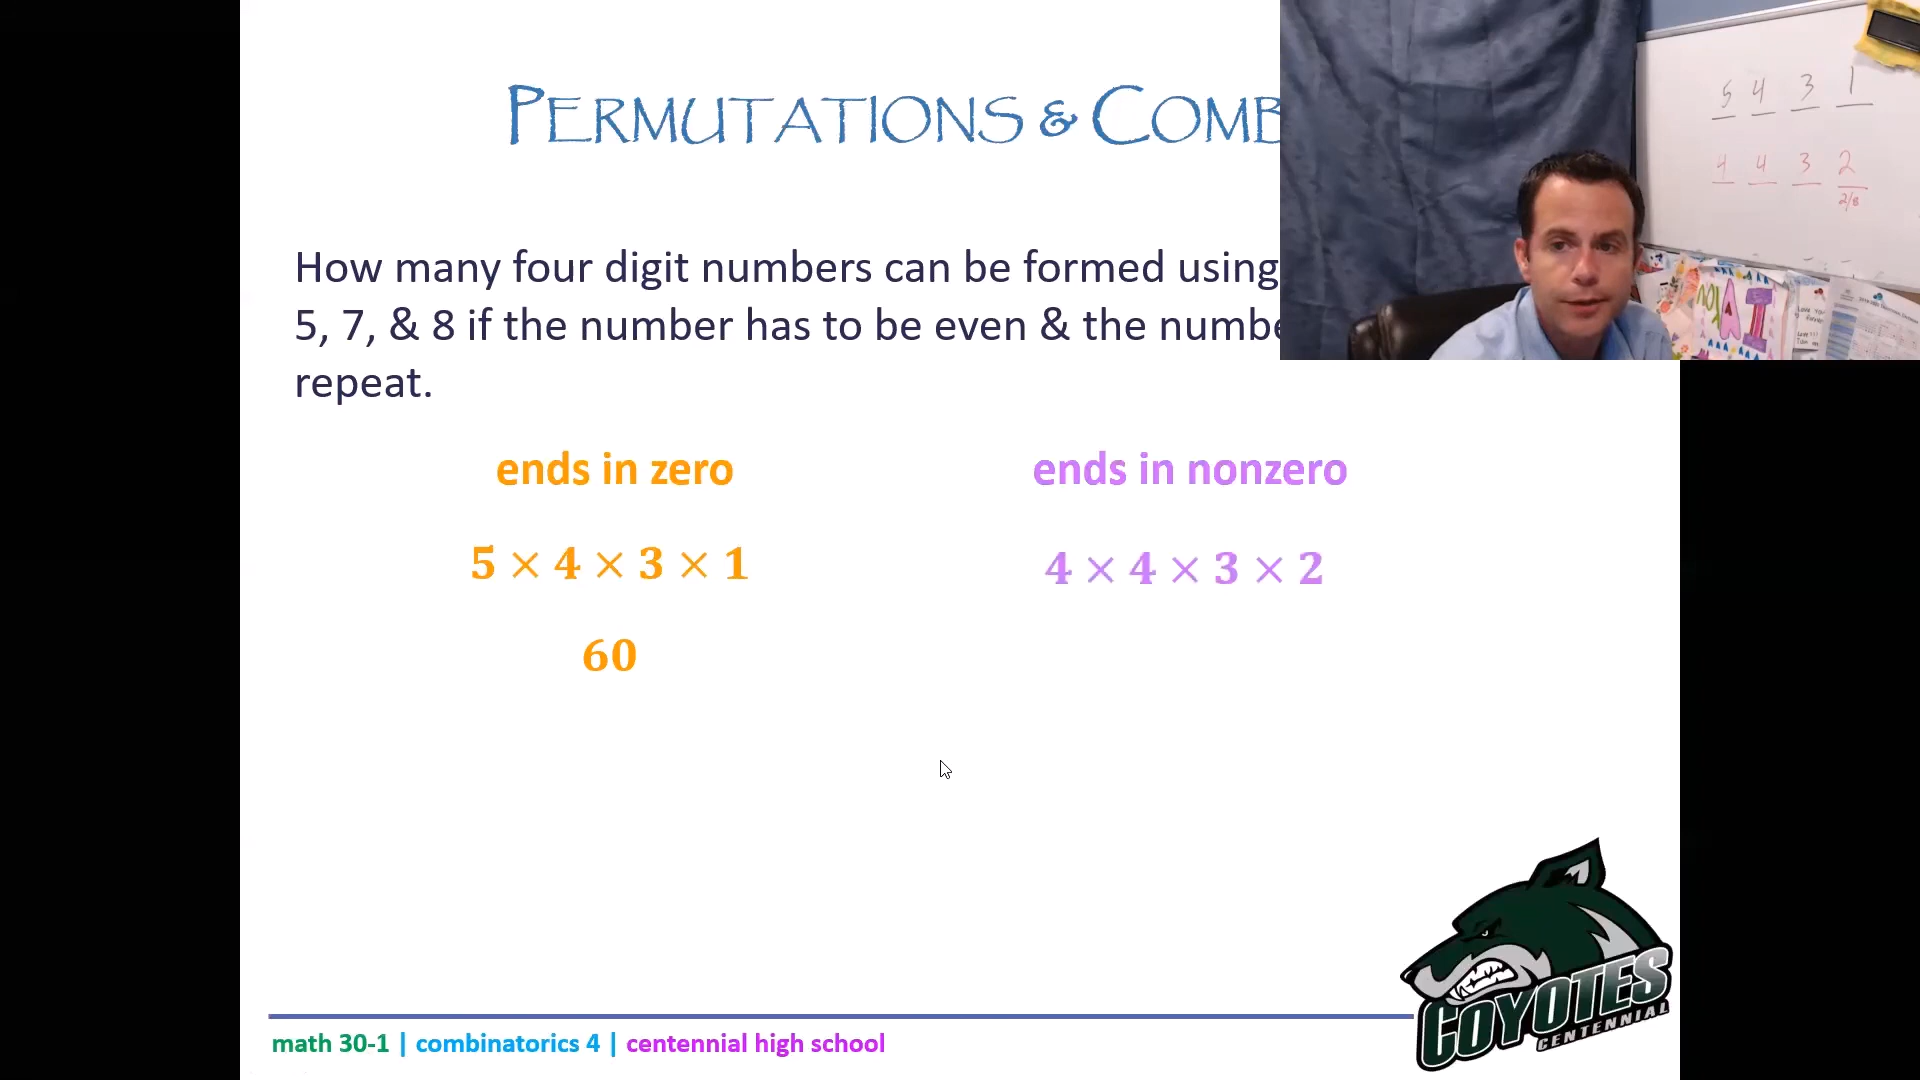 PERMUTATIONS & COMB
How many four digit numbers can be formed using
5, 7, & 8 if the number has to be even & the numbe
repeat.
ends in zero
ends in nonzero
5 × 4 × 3 × 1
4 × 4 × 3 × 2
60
5 4 3 1
4 4 3 2
2/8
AI
COYOTES
CENTENNIAL
math 30-1 | combinatorics 4 | centennial high school